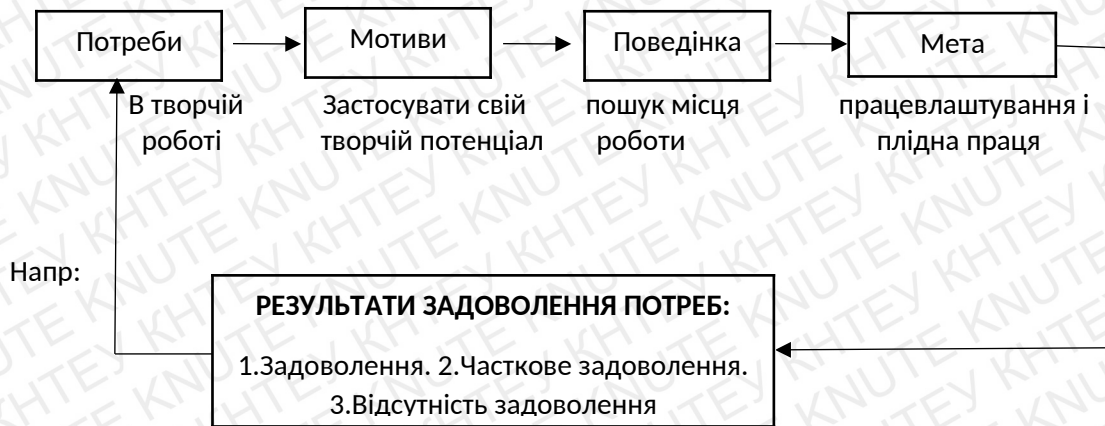 Потреби
Мотиви
Поведінка
Мета
В творчій
роботі
Застосувати свій
творчій потенціал
пошук місця
роботи
працевлаштування і
плідна праця
Напр:
РЕЗУЛЬТАТИ ЗАДОВОЛЕННЯ ПОТРЕБ:
1.Задоволення. 2.Часткове задоволення.
3.Відсутність задоволення